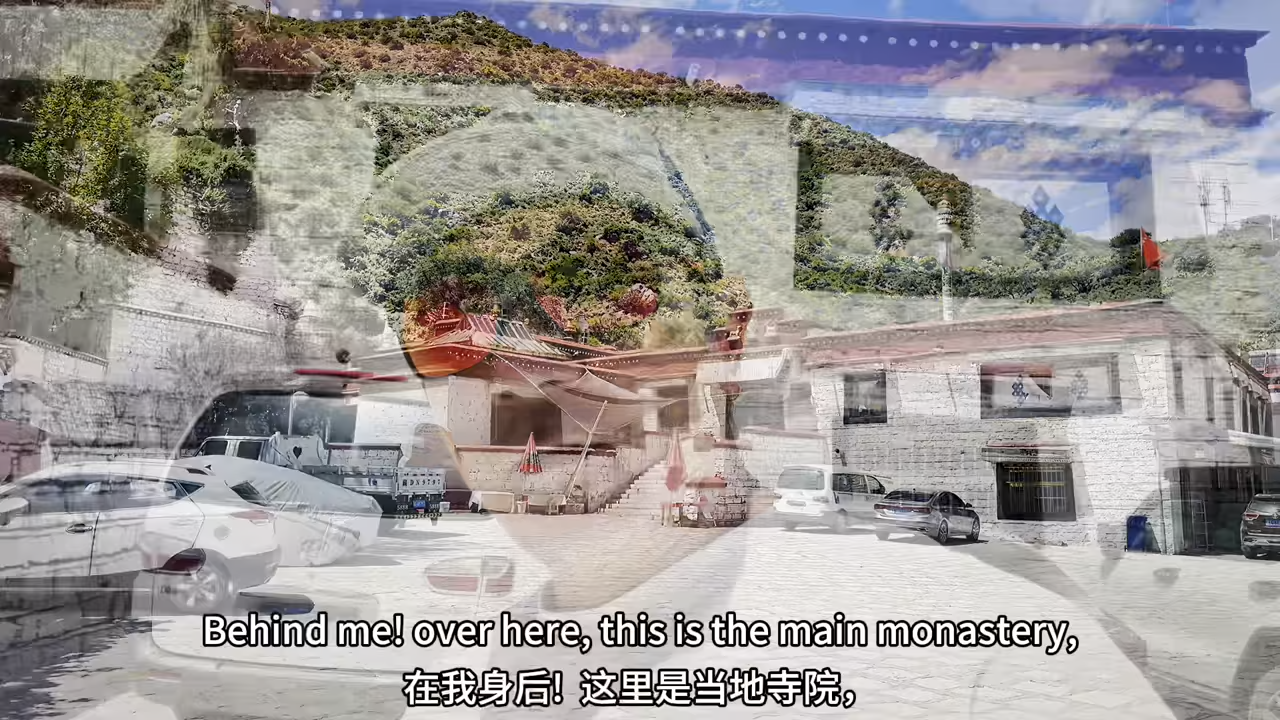 Behind me! over here, this is the main monastery,
在我身后! 这里是当地寺院,